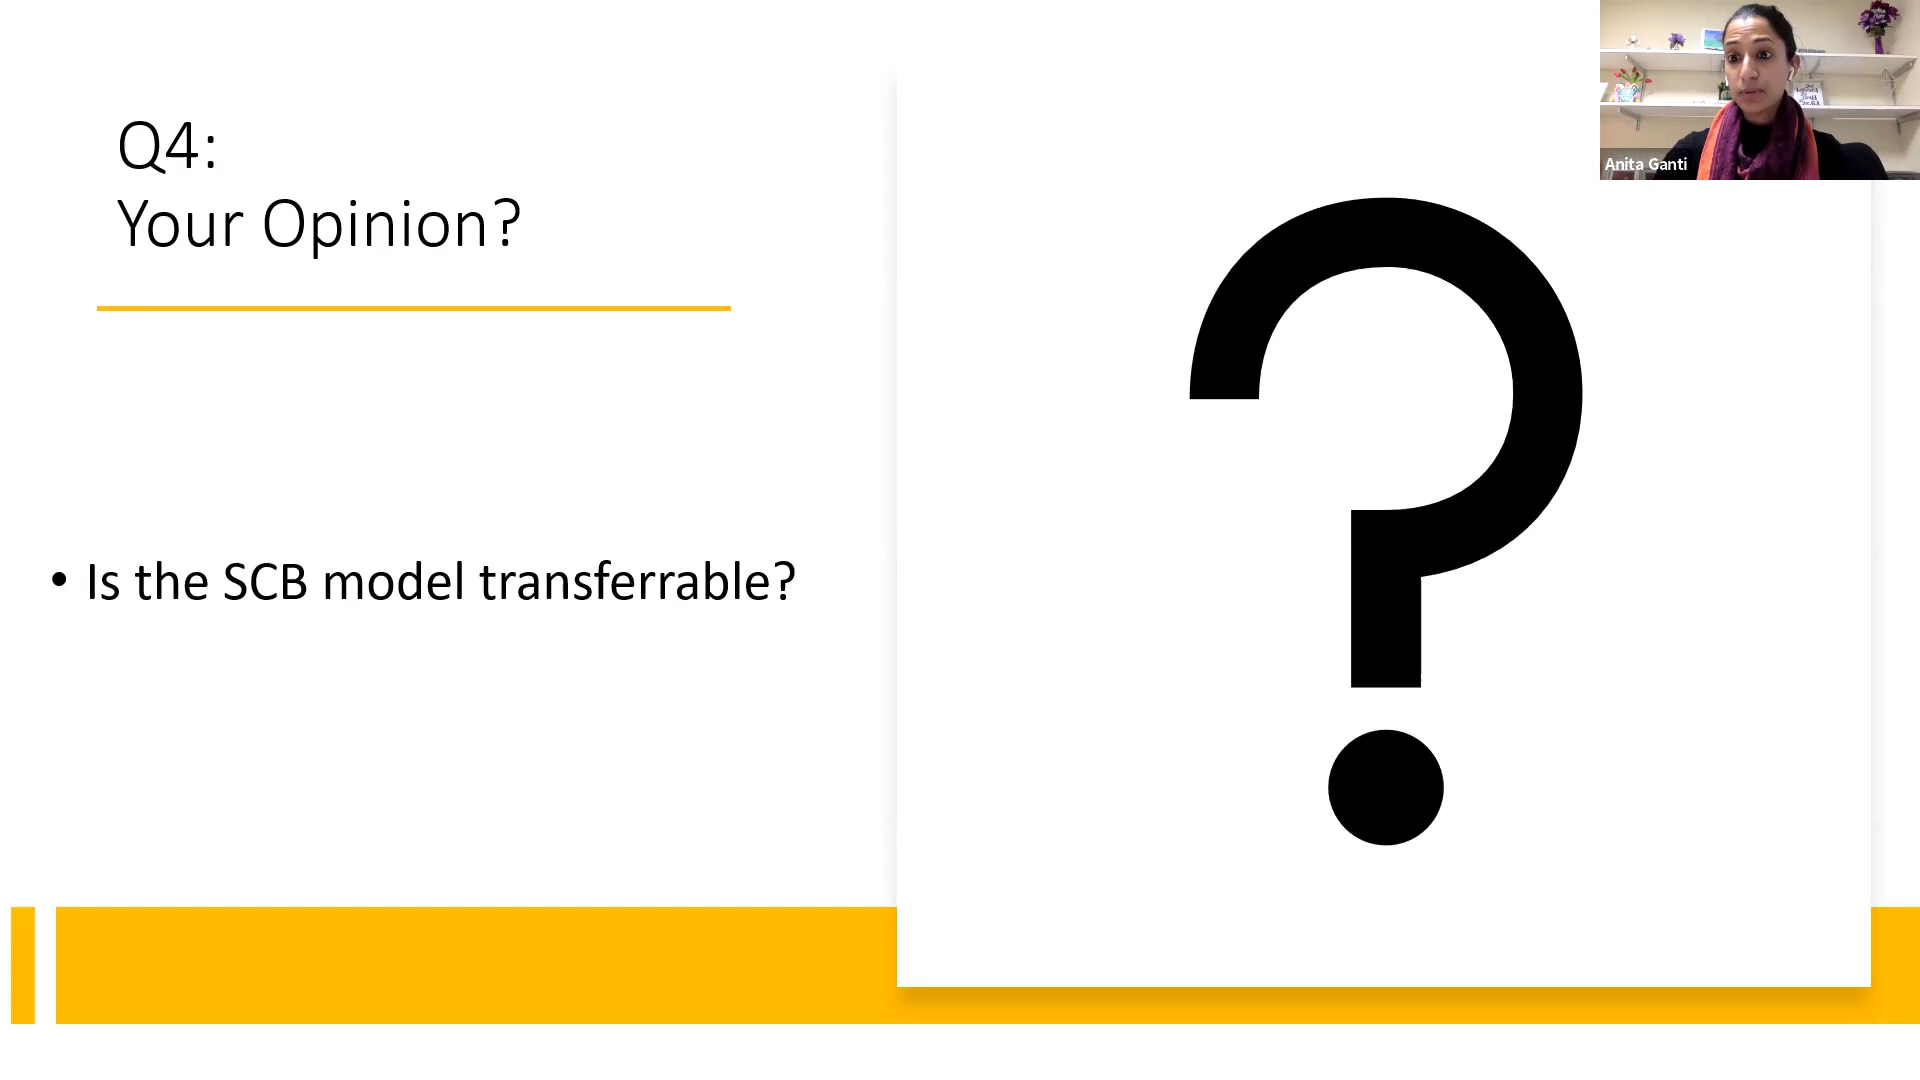 Q4:
Your Opinion?
• Is the SCB model transferrable?
Anita Ganti